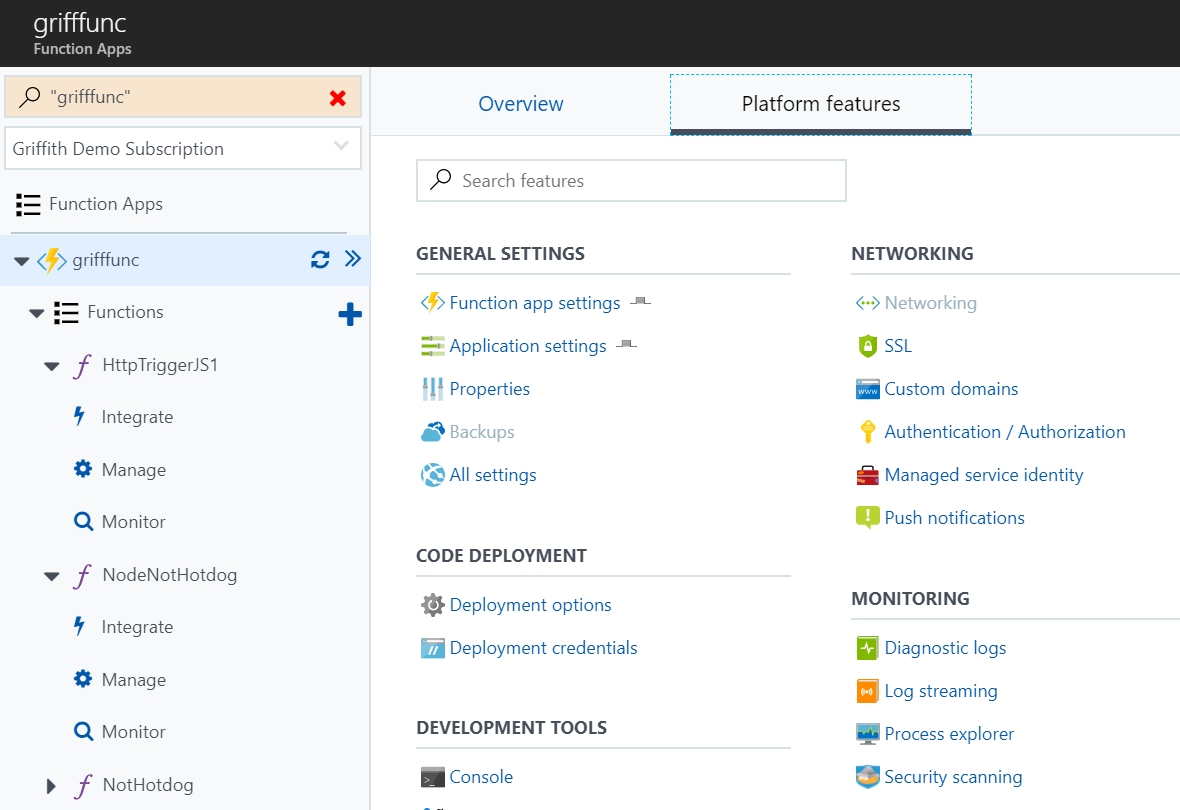 grifffunc
Function Apps
"grifffunc"
Griffith Demo Subscription
Function Apps
grifffunc
Functions
HttpTriggerJS1
Integrate
Manage
Monitor
NodeNotHotdog
Integrate
Manage
Monitor
NotHotdog
Overview
Platform features
Search features
GENERAL SETTINGS
Function app settings
Application settings
Properties
Backups
All settings
CODE DEPLOYMENT
Deployment options
Deployment credentials
DEVELOPMENT TOOLS
Console
NETWORKING
Networking
SSL
Custom domains
Authentication / Authorization
Managed service identity
Push notifications
MONITORING
Diagnostic logs
Log streaming
Process explorer
Security scanning